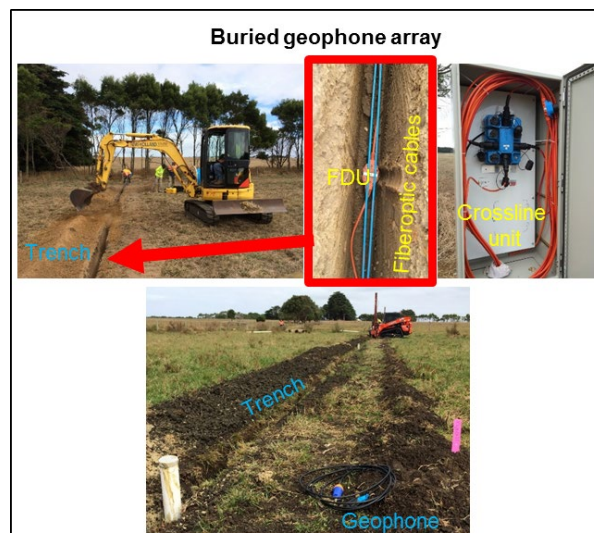 Buried geophone array
Trench
FDU
Fiberoptic cables
Crossline
unit
Trench
Geophone